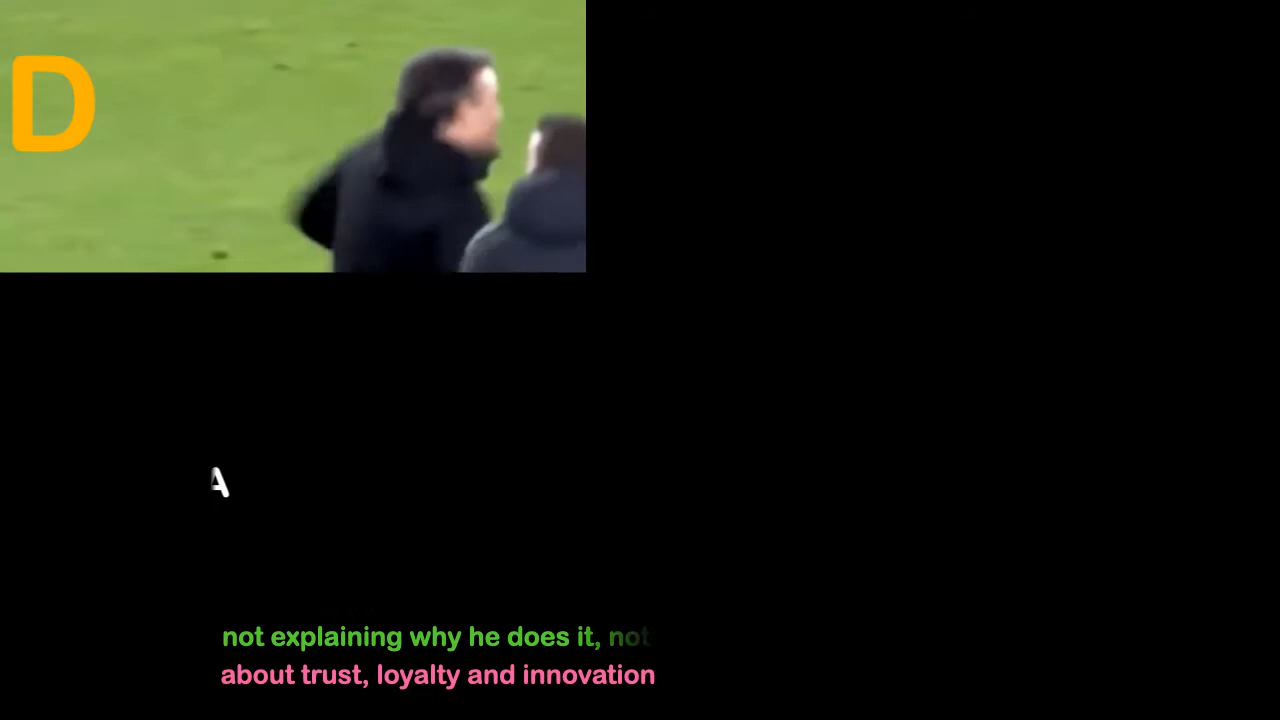 D
A
not explaining why he does it, not
about trust, loyalty and innovation